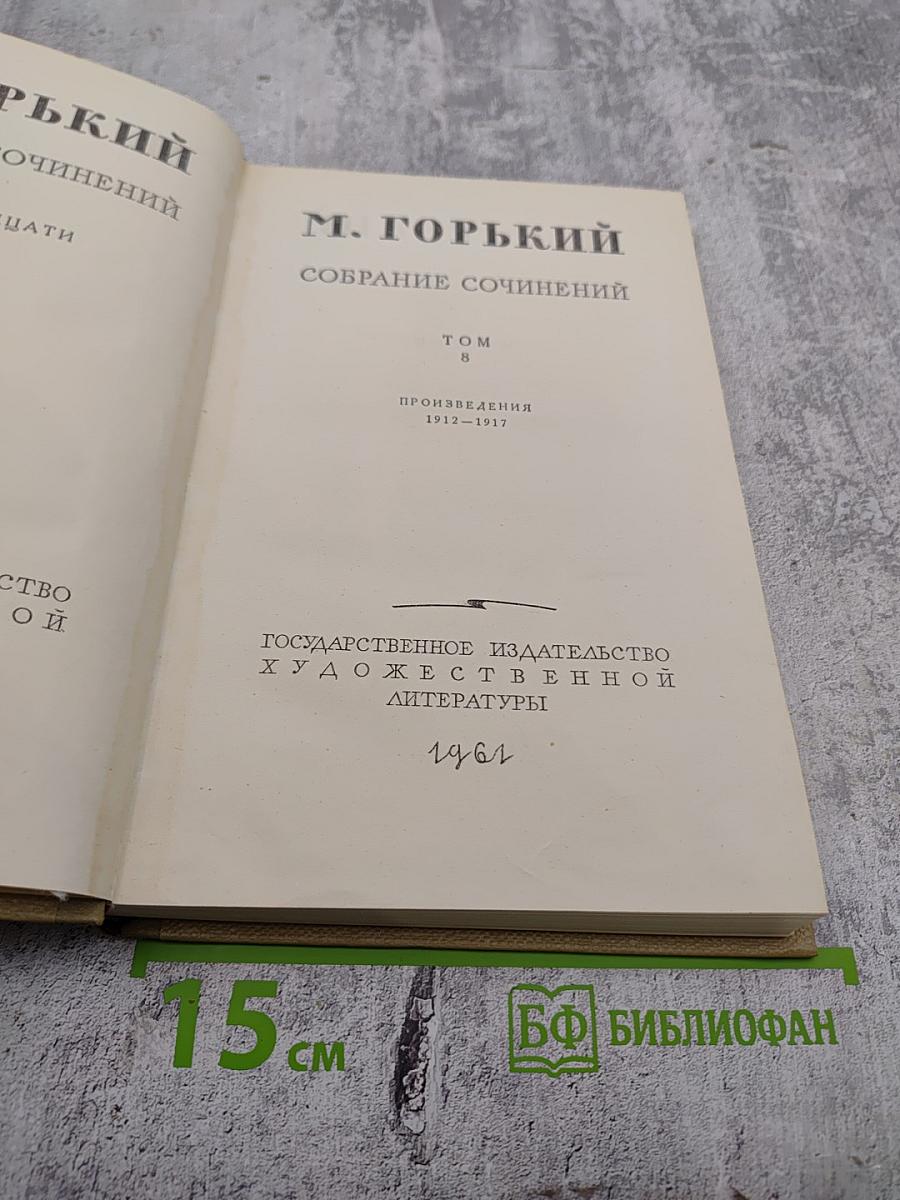 РЬКИЙ
СОЧИНЕНИЙ
ЦАТИ
СТВО
ОЙ
М. ГОРЬКИЙ
СОБРАНИЕ СОЧИНЕНИЙ
ТОМ
8
ПРОИЗВЕДЕНИЯ
1912—1917
ГОСУДАРСТВЕННОЕ ИЗДАТЕЛЬСТВО
ХУДОЖЕСТВЕННОЙ
ЛИТЕРАТУРЫ
1961
15 см
БФ БИБЛИОФАН